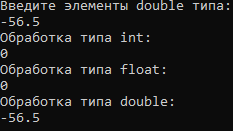 Введите элементы double типа:
-56.5
Обработка типа int:
0
Обработка типа float:
0
Обработка типа double:
-56.5